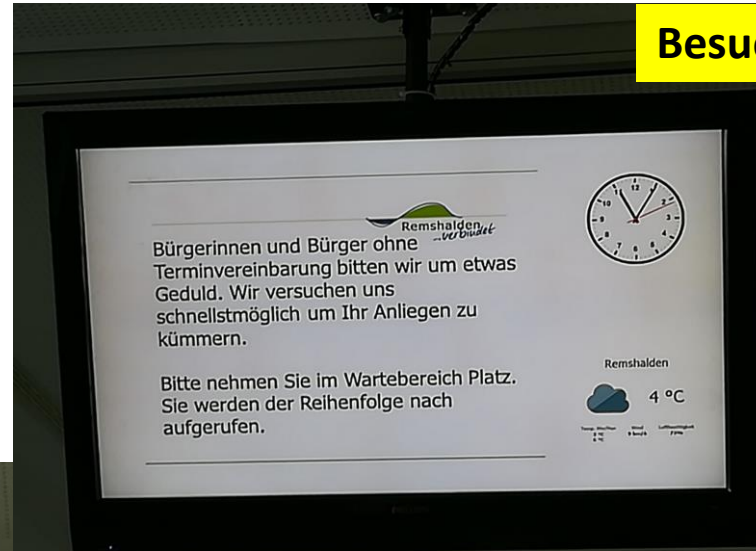 Besu
Remshalden
...verbindet
Bürgerinnen und Bürger ohne
Terminvereinbarung bitten wir um etwas
Geduld. Wir versuchen uns
schnellstmöglich um Ihr Anliegen zu
kümmern.
Bitte nehmen Sie im Wartebereich Platz.
Sie werden der Reihenfolge nach
aufgerufen.
Remshalden
4 °C